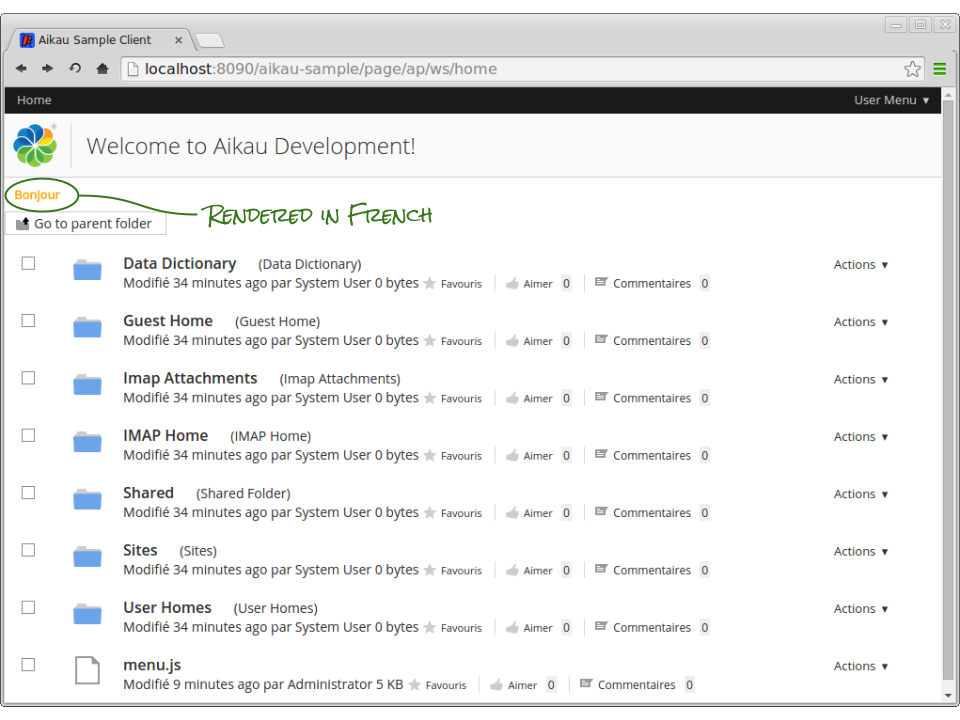 Aikau Sample Client
localhost:8090/aikau-sample/page/ap/ws/home
Home User Menu
Welcome to Aikau Development!
Bonjour
Rendered in French
Go to parent folder
Data Dictionary (Data Dictionary) Actions
Modifié 34 minutes ago par System User 0 bytes Favouris Aimer 0 Commentaires 0
Guest Home (Guest Home) Actions
Modifié 34 minutes ago par System User 0 bytes Favouris Aimer 0 Commentaires 0
Imap Attachments (Imap Attachments) Actions
Modifié 34 minutes ago par System User 0 bytes Favouris Aimer 0 Commentaires 0
IMAP Home (IMAP Home) Actions
Modifié 34 minutes ago par System User 0 bytes Favouris Aimer 0 Commentaires 0
Shared (Shared Folder) Actions
Modifié 34 minutes ago par System User 0 bytes Favouris Aimer 0 Commentaires 0
Sites (Sites) Actions
Modifié 34 minutes ago par System User 0 bytes Favouris Aimer 0 Commentaires 0
User Homes (User Homes) Actions
Modifié 34 minutes ago par System User 0 bytes Favouris Aimer 0 Commentaires 0
menu.js Actions
Modifié 9 minutes ago par Administrator 5 KB Favouris Aimer 0 Commentaires 0